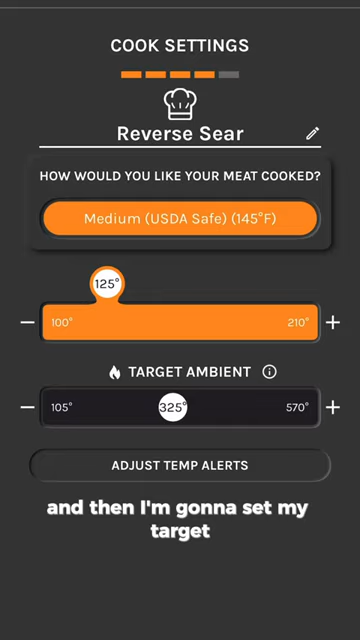 COOK SETTINGS
Reverse Sear
HOW WOULD YOU LIKE YOUR MEAT COOKED?
Medium (USDA Safe) (145°F)
125°
− 100° 210° +
TARGET AMBIENT
− 105° 325° 570° +
ADJUST TEMP ALERTS
and then I'm gonna set my
target